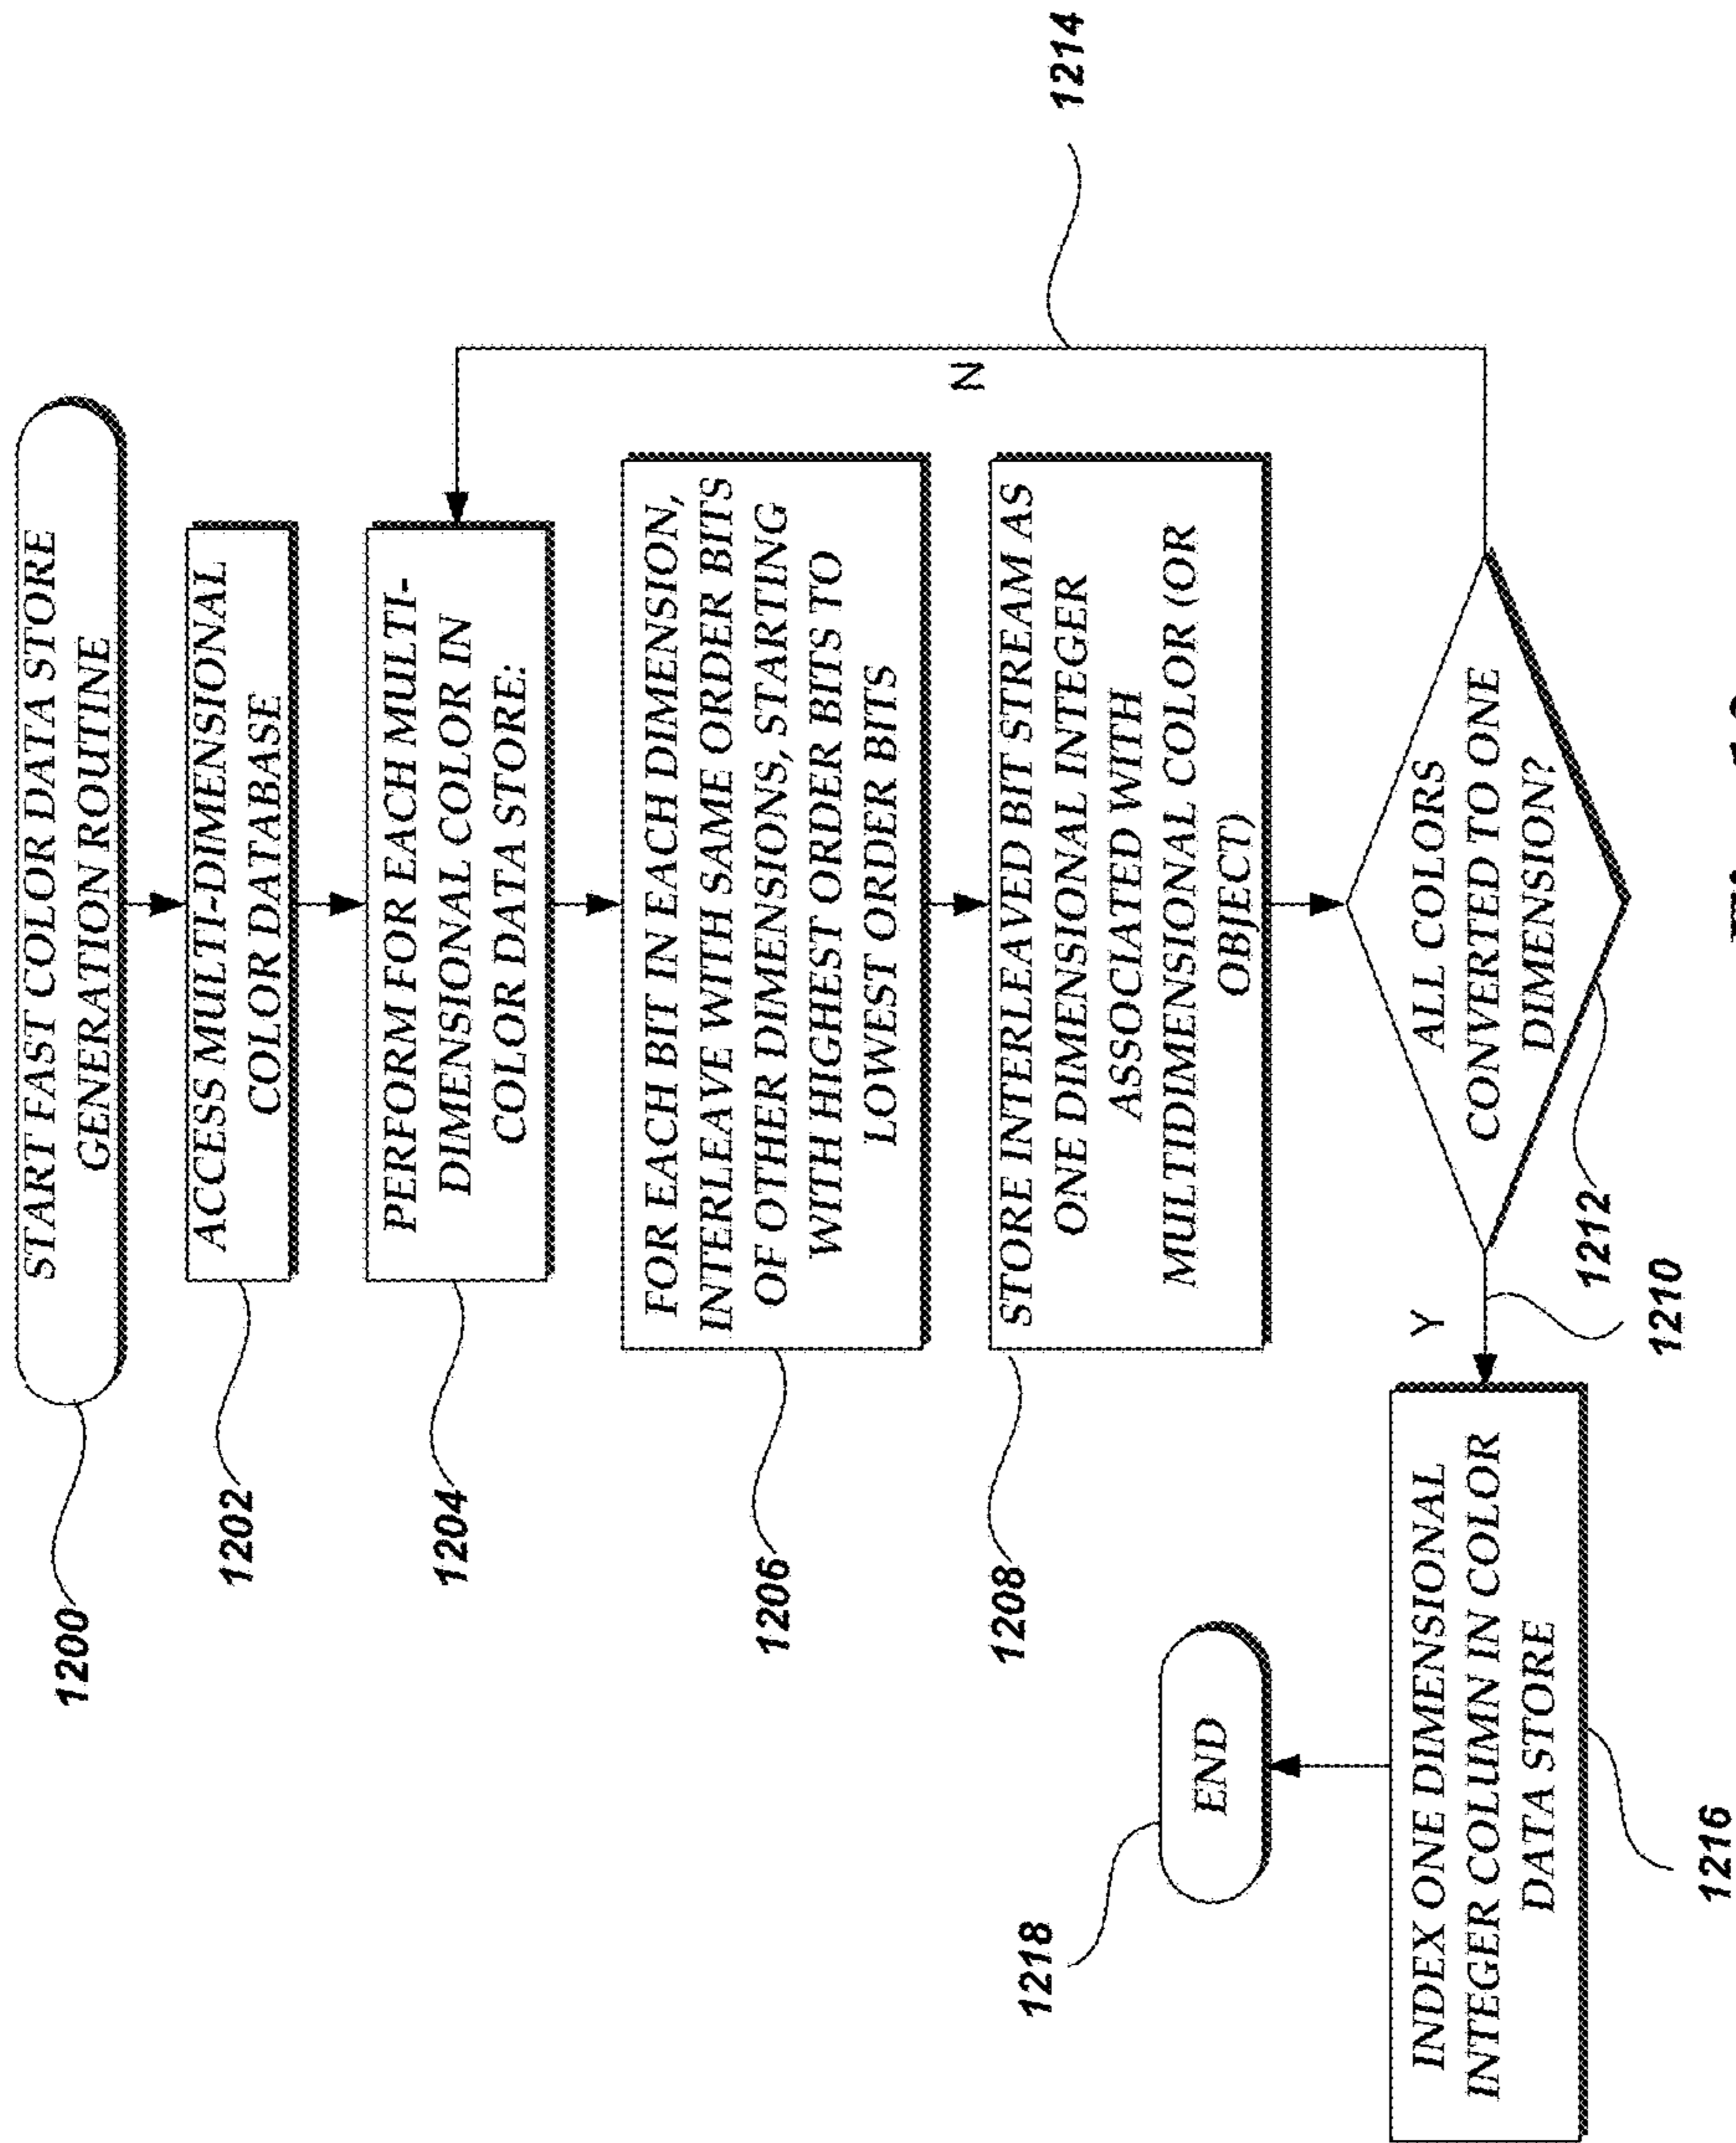 START FAST COLOR DATA STORE
GENERATION ROUTINE
1200
ACCESS MULTI-DIMENSIONAL
COLOR DATABASE
1202
PERFORM FOR EACH MULTI-
DIMENSIONAL COLOR IN
COLOR DATA STORE:
1204
FOR EACH BIT IN EACH DIMENSION,
INTERLEAVE WITH SAME ORDER BITS
OF OTHER DIMENSIONS, STARTING
WITH HIGHEST ORDER BITS TO
LOWEST ORDER BITS
1206
STORE INTERLEAVED BIT STREAM AS
ONE DIMENSIONAL INTEGER
ASSOCIATED WITH
MULTIDIMENSIONAL COLOR (OR
OBJECT)
1208
ALL COLORS
CONVERTED TO ONE
DIMENSION?
1212
N
1214
Y
1210
INDEX ONE DIMENSIONAL
INTEGER COLUMN IN COLOR
DATA STORE
1216
END
1218